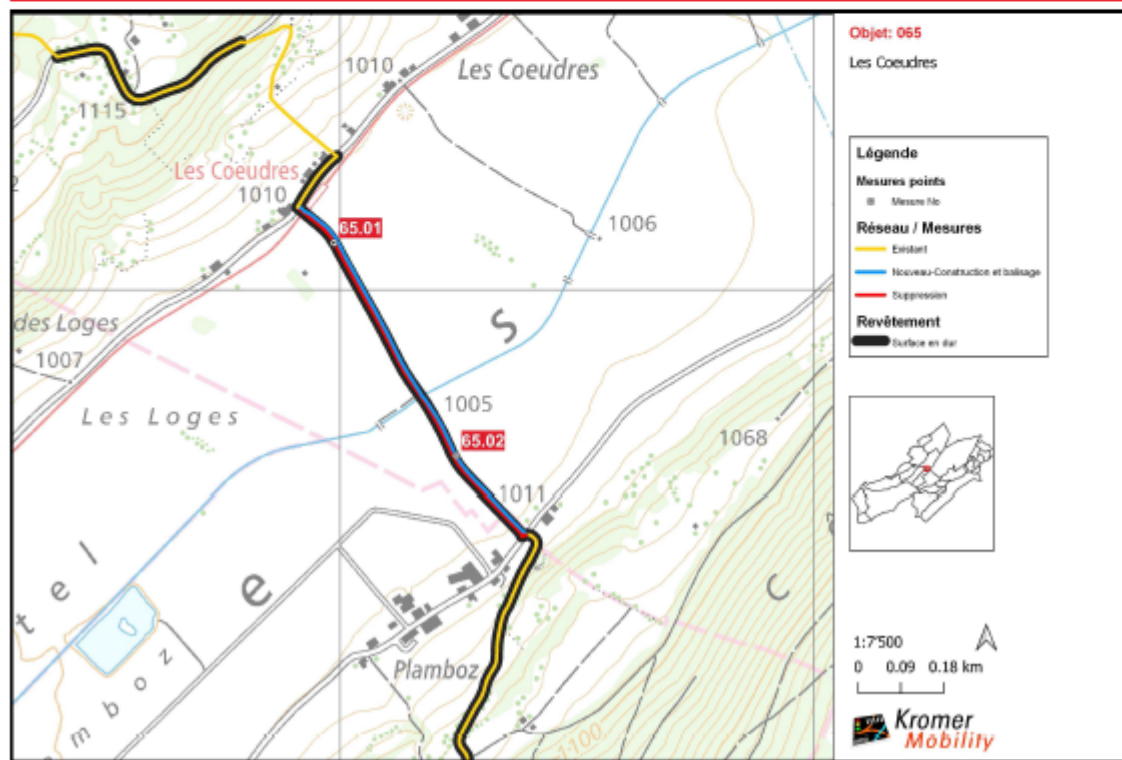 1115
1010
Les Coeudres
Les Coeudres
1010
65.01
1006
des Loges
1007
S
Les Loges
1005
65.02
1068
1011
t e l
e
C
m b o z
Plamboz
1100
Objet: 065
Les Coeudres
Légende
Mesures points
Mesure No
Réseau / Mesures
Existant
Nouveau-Construction et balisage
Suppression
Revêtement
Surface en dur
1:7'500
0 0.09 0.18 km
Kromer
Mobility